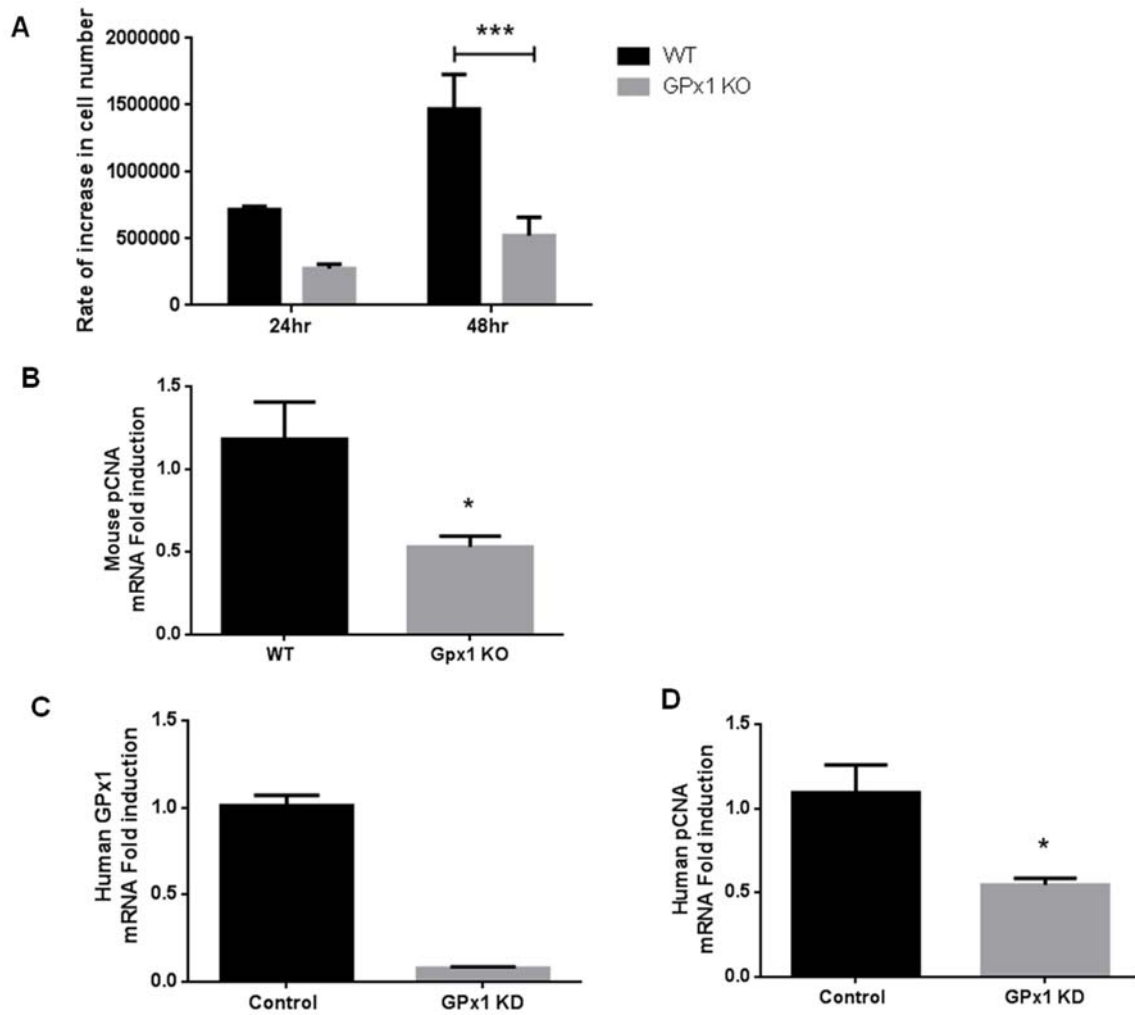 A
Rate of increase in cell number
2000000
1500000
1000000
500000
0
***
24hr
48hr
WT
GPx1 KO
B
Mouse pCNA
mRNA Fold induction
1.5
1.0
0.5
0.0
*
WT
Gpx1 KO
C
Human GPx1
mRNA Fold induction
1.5
1.0
0.5
0.0
Control
GPx1 KD
D
Human pCNA
mRNA Fold induction
1.5
1.0
0.5
0.0
*
Control
GPx1 KD